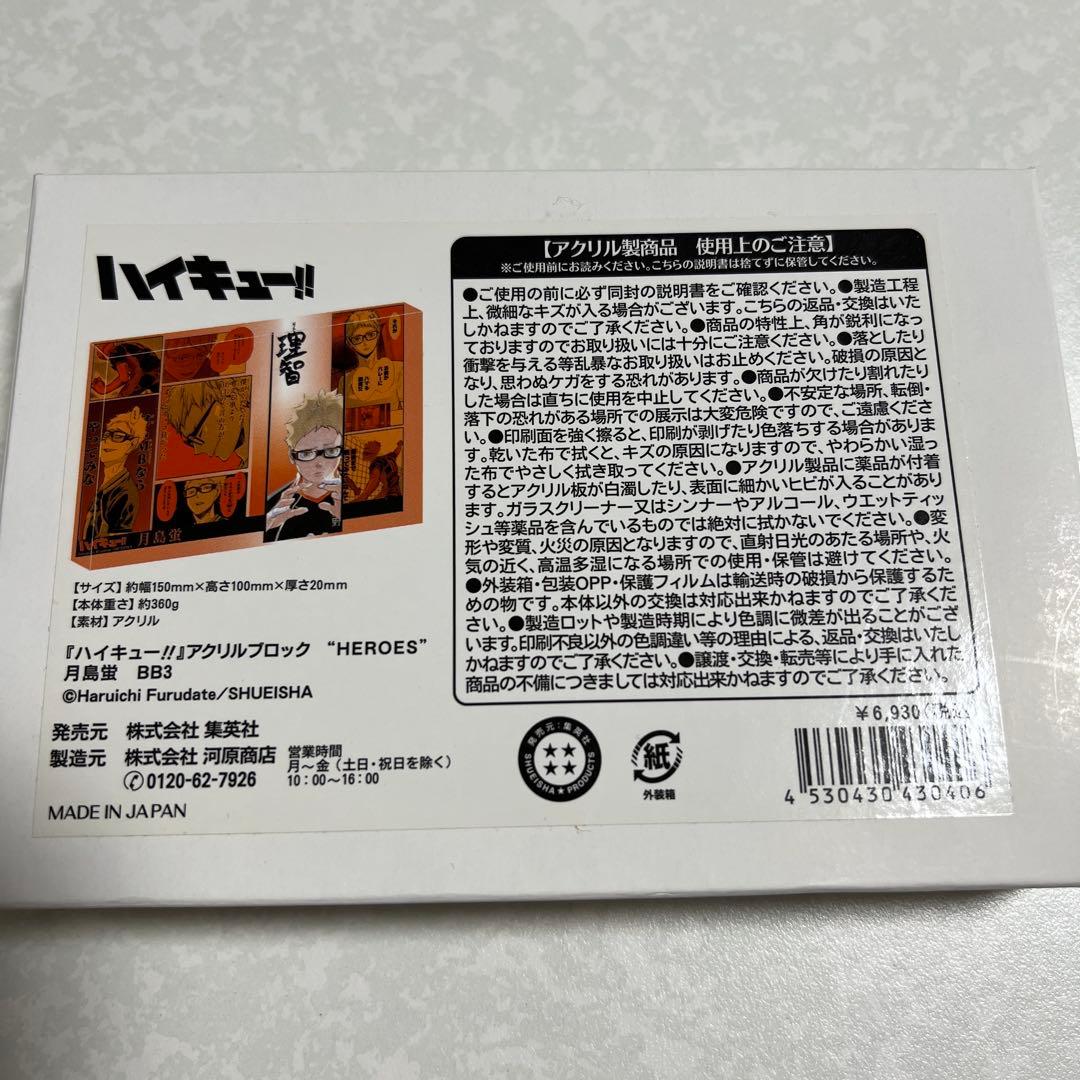 ハイキュー!!
理智
月島蛍
ハイキュー!!
【サイズ】約幅150mm×高さ100mm×厚さ20mm
【本体重さ】約360g
【素材】アクリル
『ハイキュー!!』アクリルブロック “HEROES”
月島蛍 BB3
©Haruichi Furudate/SHUEISHA
発売元 株式会社 集英社
製造元 株式会社 河原商店
営業時間
月～金（土日・祝日を除く）
10：00～16：00
0120-62-7926
MADE IN JAPAN
【アクリル製商品 使用上のご注意】
※ご使用前にお読みください。こちらの説明書は捨てずに保管してください。
●ご使用の前に必ず同封の説明書をご確認ください。●製造工程
上、微細なキズが入る場合がございます。こちらの返品・交換はいた
しかねますのでご了承ください。●商品の特性上、角が鋭利になっ
ておりますのでお取り扱いには十分にご注意ください。●落としたり
衝撃を与える等乱暴なお取り扱いはお止めください。破損の原因と
なり、思わぬケガをする恐れがあります。●商品が欠けたり割れたり
した場合は直ちに使用を中止してください。●不安定な場所、転倒・
落下の恐れがある場所での展示は大変危険ですので、ご遠慮くださ
い。●印刷面を強く擦ると、印刷が剥げたり色落ちする場合がありま
す。乾いた布で拭くと、キズの原因になりますので、やわらかい湿っ
た布でやさしく拭き取ってください。●アクリル製品に薬品が付着
するとアクリル板が白濁したり、表面に細かいヒビが入ることがあり
ます。ガラスクリーナー又はシンナーやアルコール、ウエットティッ
シュ等薬品を含んでいるものでは絶対に拭かないでください。●変
形や変質、火災の原因となりますので、直射日光のあたる場所や、火
気の近く、高温多湿になる場所での使用・保管は避けてください。
●外装箱・包装OPP・保護フィルムは輸送時の破損から保護するた
めの物です。本体以外の交換は対応出来かねますのでご了承くださ
い。●製造ロットや製造時期により色調に微差が出ることがござ
います。印刷不良以外の色調違い等の理由による、返品・交換はいたし
かねますのでご了承ください。●譲渡・交換・転売等により手に入れた
商品の不備につきましては対応出来かねますのでご了承ください。
￥6,930（税込）
発売元：集英社
SHUEISHA★PRODUCTS
紙
外装箱
4 530430 430406